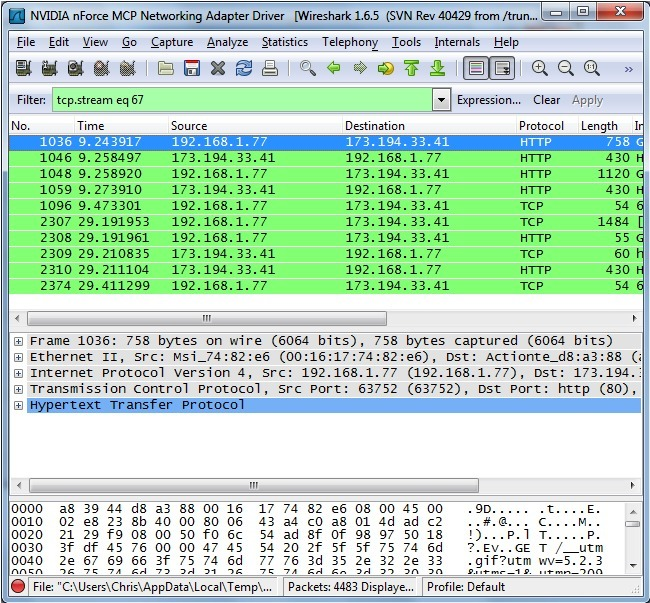 NVIDIA nForce MCP Networking Adapter Driver [Wireshark 1.6.5 (SVN Rev 40429 from /trun...
File Edit View Go Capture Analyze Statistics Telephony Tools Internals Help
Filter: tcp.stream eq 67 Expression... Clear Apply
No. Time Source Destination Protocol Length In
1036 9.243917 192.168.1.77 173.194.33.41 HTTP 758 G
1046 9.258497 173.194.33.41 192.168.1.77 HTTP 430 H
1048 9.258920 192.168.1.77 173.194.33.41 HTTP 1120 G
1059 9.273910 173.194.33.41 192.168.1.77 HTTP 430 H
1096 9.473301 192.168.1.77 173.194.33.41 TCP 54 6
2307 29.191953 192.168.1.77 173.194.33.41 TCP 1484 [
2308 29.191961 192.168.1.77 173.194.33.41 HTTP 55 G
2309 29.210835 173.194.33.41 192.168.1.77 TCP 60 h
2310 29.211104 173.194.33.41 192.168.1.77 HTTP 430 H
2374 29.411299 192.168.1.77 173.194.33.41 TCP 54 6
Frame 1036: 758 bytes on wire (6064 bits), 758 bytes captured (6064 bits)
Ethernet II, Src: Msi_74:82:e6 (00:16:17:74:82:e6), Dst: Actionte_d8:a3:88 (a
Internet Protocol Version 4, Src: 192.168.1.77 (192.168.1.77), Dst: 173.194.3
Transmission Control Protocol, Src Port: 63752 (63752), Dst Port: http (80),
Hypertext Transfer Protocol
0000 a8 39 44 d8 a3 88 00 16 17 74 82 e6 08 00 45 00 .9D..... .t....E.
0010 02 e8 23 8b 40 00 80 06 43 a4 c0 a8 01 4d ad c2 ..#.@... C....M..
0020 21 29 f9 08 00 50 f0 6c 54 ad 8f 0f 98 97 50 18 !)...P.l T.....P.
0030 3f df 45 76 00 00 47 45 54 20 2f 5f 5f 75 74 6d ?.Ev..GE T /__utm
0040 2e 67 69 66 3f 75 74 6d 77 76 3d 35 2e 32 2e 33 .gif?utm wv=5.2.3
0050 26 75 74 6d 73 3d 31 26 75 74 6d 6e 3d 32 30 39 &utms=1& utmn=209
File: "C:\Users\Chris\AppData\Local\Temp\... Packets: 4483 Displaye... Profile: Default